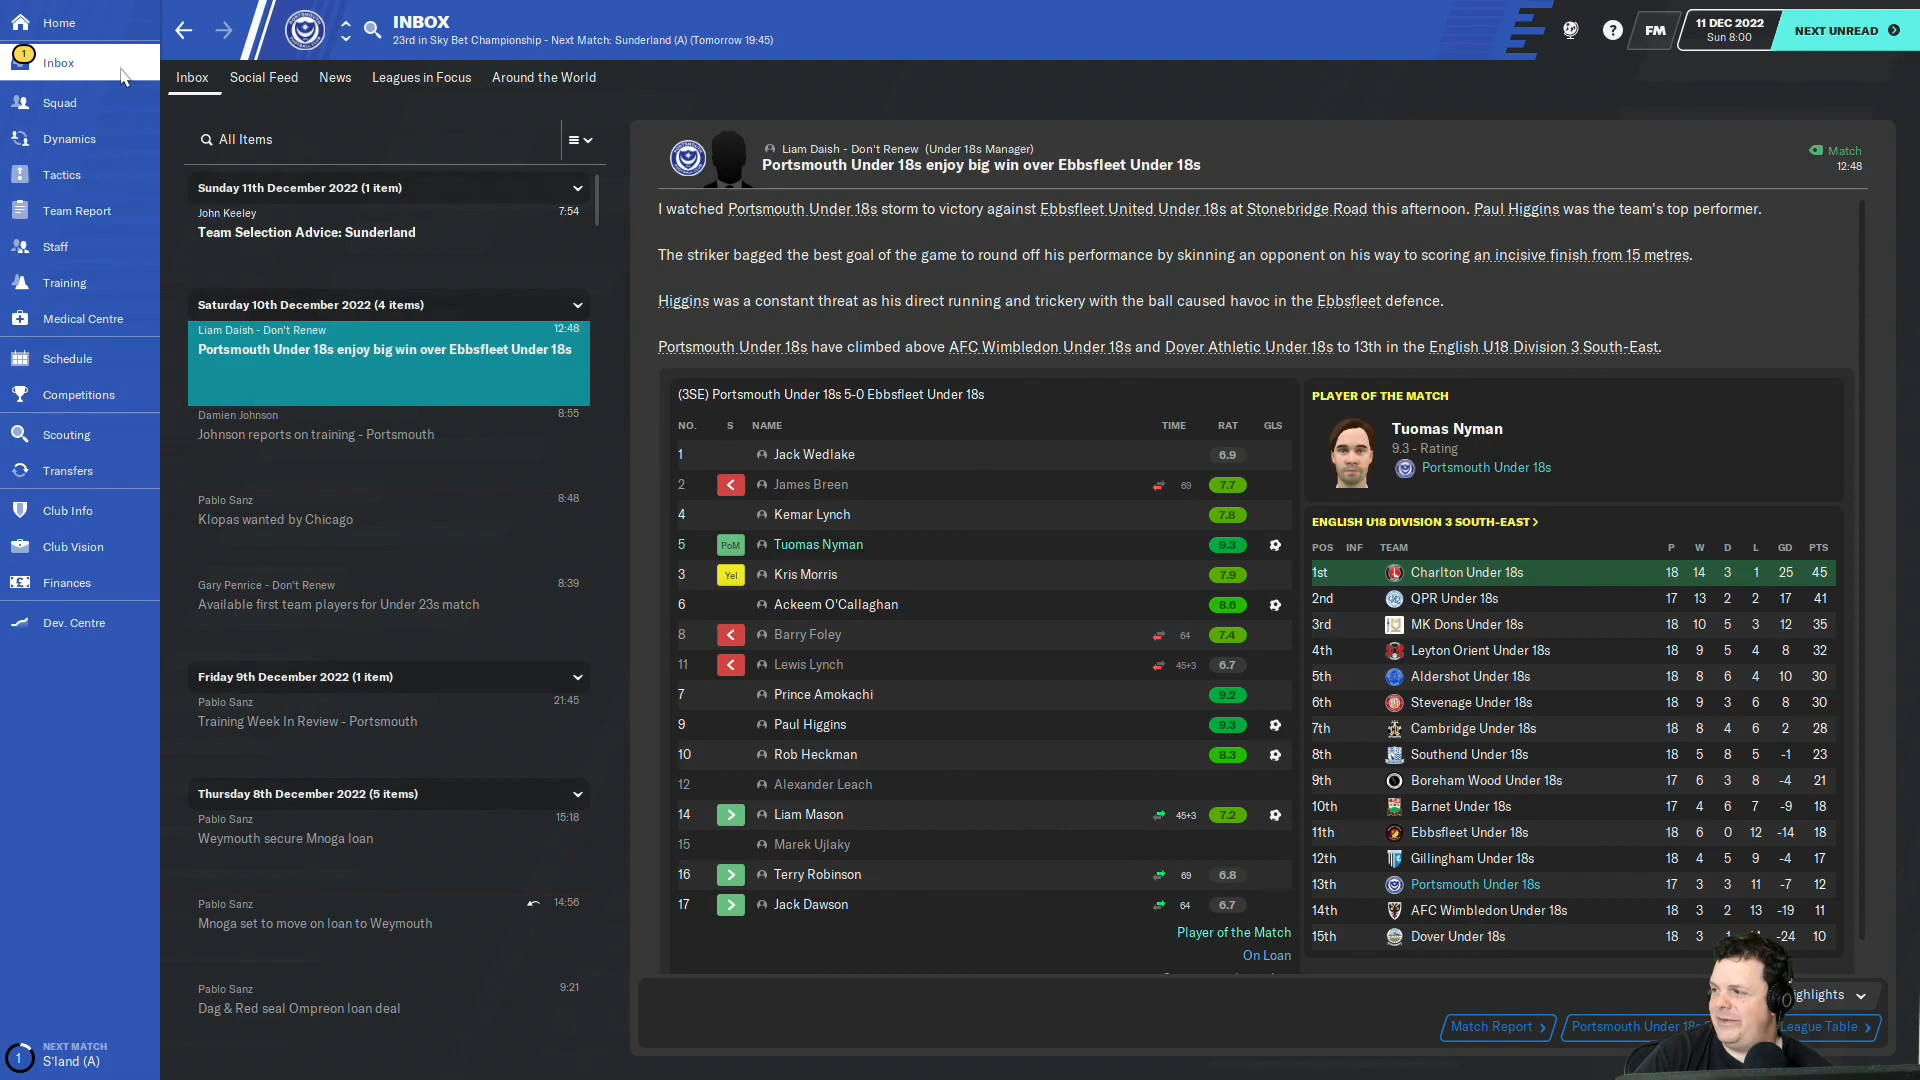 Home
1
Inbox
Squad
Dynamics
Tactics
Team Report
Staff
Training
Medical Centre
Schedule
Competitions
Scouting
Transfers
Club Info
Club Vision
Finances
Dev. Centre
1
NEXT MATCH
S'land (A)
INBOX
23rd in Sky Bet Championship - Next Match: Sunderland (A) (Tomorrow 19:45)
?
FM
11 DEC 2022
Sun 8:00
NEXT UNREAD
Inbox Social Feed News Leagues in Focus Around the World
All Items
Sunday 11th December 2022 (1 item)
John Keeley 7:54
Team Selection Advice: Sunderland
Saturday 10th December 2022 (4 items)
Liam Daish - Don't Renew 12:48
Portsmouth Under 18s enjoy big win over Ebbsfleet Under 18s
Damien Johnson 8:55
Johnson reports on training - Portsmouth
Pablo Sanz 8:48
Klopas wanted by Chicago
Gary Penrice - Don't Renew 8:39
Available first team players for Under 23s match
Friday 9th December 2022 (1 item)
Pablo Sanz 21:45
Training Week In Review - Portsmouth
Thursday 8th December 2022 (5 items)
Pablo Sanz 15:18
Weymouth secure Mnoga loan
Pablo Sanz 14:56
Mnoga set to move on loan to Weymouth
Pablo Sanz 9:21
Dag & Red seal Ompreon loan deal
Liam Daish - Don't Renew (Under 18s Manager)
Portsmouth Under 18s enjoy big win over Ebbsfleet Under 18s
Match
12:48
I watched Portsmouth Under 18s storm to victory against Ebbsfleet United Under 18s at Stonebridge Road this afternoon. Paul Higgins was the team's top performer.
The striker bagged the best goal of the game to round off his performance by skinning an opponent on his way to scoring an incisive finish from 15 metres.
Higgins was a constant threat as his direct running and trickery with the ball caused havoc in the Ebbsfleet defence.
Portsmouth Under 18s have climbed above AFC Wimbledon Under 18s and Dover Athletic Under 18s to 13th in the English U18 Division 3 South-East.
(3SE) Portsmouth Under 18s 5-0 Ebbsfleet Under 18s
NO. S NAME TIME RAT GLS
1 Jack Wedlake 6.9
2 James Breen 69 7.7
4 Kemar Lynch 7.8
5 PoM Tuomas Nyman 9.3
3 Yel Kris Morris 7.9
6 Ackeem O'Callaghan 8.6
8 Barry Foley 64 7.4
11 Lewis Lynch 45+3 6.7
7 Prince Amokachi 9.2
9 Paul Higgins 9.3
10 Rob Heckman 8.3
12 Alexander Leach
14 Liam Mason 45+3 7.2
15 Marek Ujlaky
16 Terry Robinson 69 6.8
17 Jack Dawson 64 6.7
Player of the Match
On Loan
PLAYER OF THE MATCH
Tuomas Nyman
9.3 - Rating
Portsmouth Under 18s
ENGLISH U18 DIVISION 3 SOUTH-EAST >
POS INF TEAM P W D L GD PTS
1st Charlton Under 18s 18 14 3 1 25 45
2nd QPR Under 18s 17 13 2 2 17 41
3rd MK Dons Under 18s 18 10 5 3 12 35
4th Leyton Orient Under 18s 18 9 5 4 8 32
5th Aldershot Under 18s 18 8 6 4 10 30
6th Stevenage Under 18s 18 9 3 6 8 30
7th Cambridge Under 18s 18 8 4 6 2 28
8th Southend Under 18s 18 5 8 5 -1 23
9th Boreham Wood Under 18s 17 6 3 8 -4 21
10th Barnet Under 18s 17 4 6 7 -9 18
11th Ebbsfleet Under 18s 18 6 0 12 -14 18
12th Gillingham Under 18s 18 4 5 9 -4 17
13th Portsmouth Under 18s 17 3 3 11 -7 12
14th AFC Wimbledon Under 18s 18 3 2 13 -19 11
15th Dover Under 18s 18 3 -24 10
ghlights
Match Report > Portsmouth Under 18s League Table >